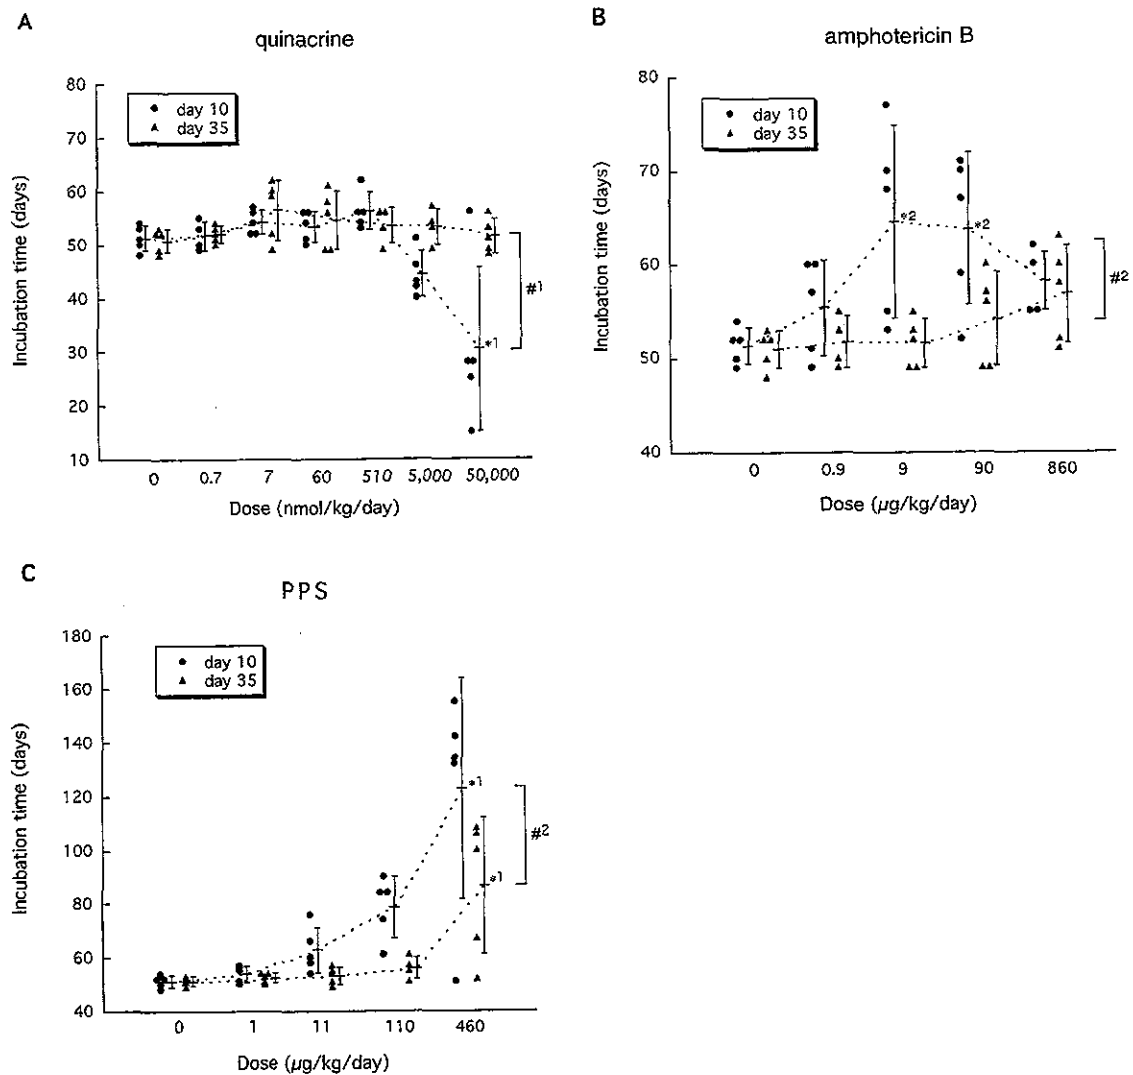 A
quinacrine
80
70
60
50
40
30
20
10
Incubation time (days)
day 10
day 35
#1
*1
0 0.7 7 60 510 5,000 50,000
Dose (nmol/kg/day)
B
amphotericin B
80
70
60
50
40
Incubation time (days)
day 10
day 35
*2
*2
#2
0 0.9 9 90 860
Dose (µg/kg/day)
C
PPS
180
160
140
120
100
80
60
40
Incubation time (days)
day 10
day 35
*1
#2
*1
0 1 11 110 460
Dose (µg/kg/day)